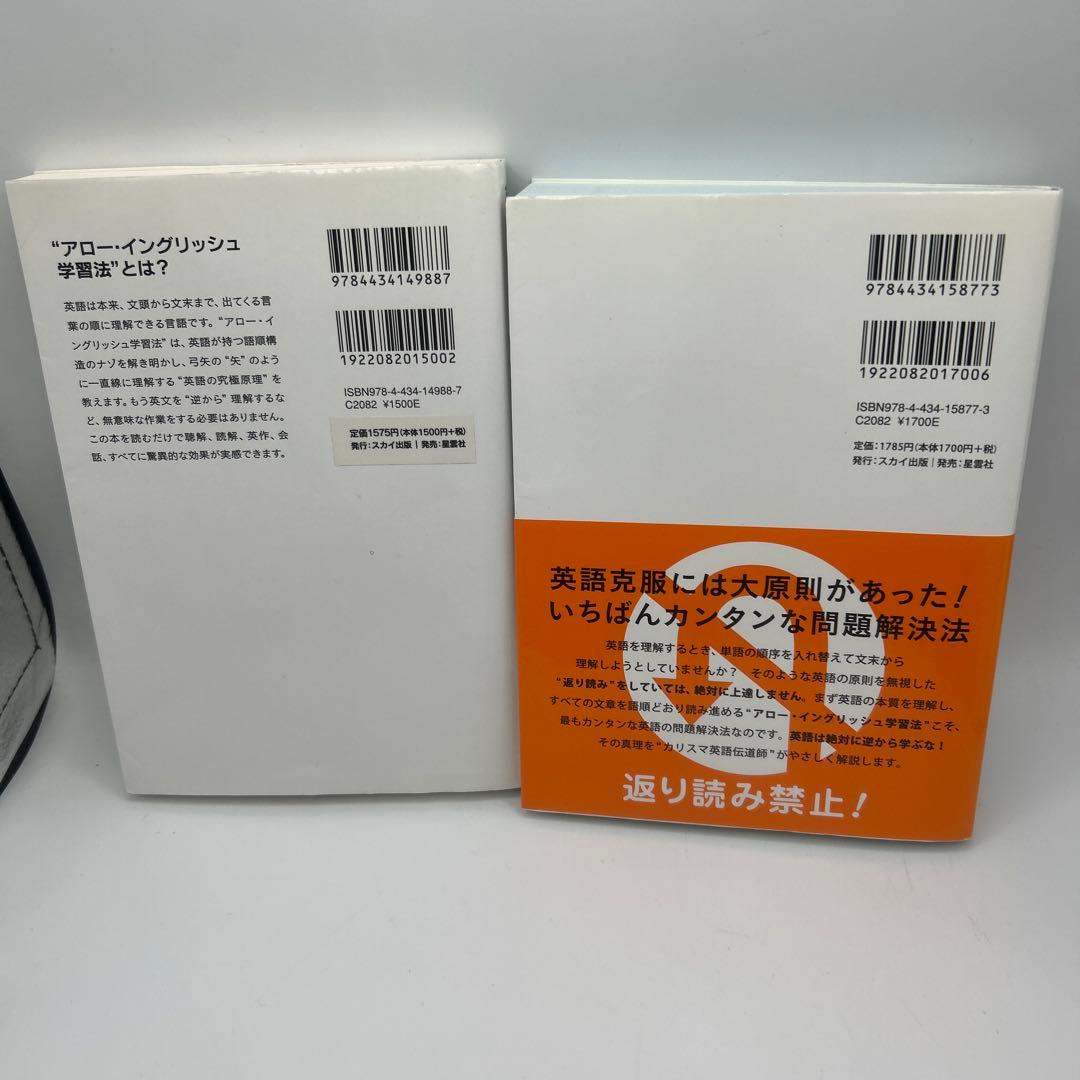 “アロー・イングリッシュ
学習法”とは？
英語は本来、文頭から文末まで、出てくる言
葉の順に理解できる言語です。“アロー・イ
ングリッシュ学習法”は、英語が持つ語順構
造のナゾを解き明かし、弓矢の“矢”のよう
に一直線に理解する“英語の究極原理”を
教えます。もう英文を“逆から”理解するな
ど、無意味な作業をする必要はありません。
この本を読むだけで聴解、読解、英作、会
話、すべてに驚異的な効果が実感できます。
9784434149887
1922082015002
ISBN978-4-434-14988-7
C2082 ¥1500E
定価1575円（本体1500円+税）
発行：スカイ出版｜発売：星雲社
9784434158773
1922082017006
ISBN978-4-434-15877-3
C2082 ¥1700E
定価：1785円（本体1700円+税）
発行：スカイ出版｜発売：星雲社
英語克服には大原則があった！
いちばんカンタンな問題解決法
英語を理解するとき、単語の順序を入れ替えて文末から
理解しようとしていませんか？ そのような英語の原則を無視した
“返り読み”をしていては、絶対に上達しません。まず英語の本質を理解し、
すべての文章を語順どおり読み進める“アロー・イングリッシュ学習法”こそ、
最もカンタンな英語の問題解決法なのです。英語は絶対に逆から学ぶな！
その真理を“カリスマ英語伝道師”がやさしく解説します。
返り読み禁止！